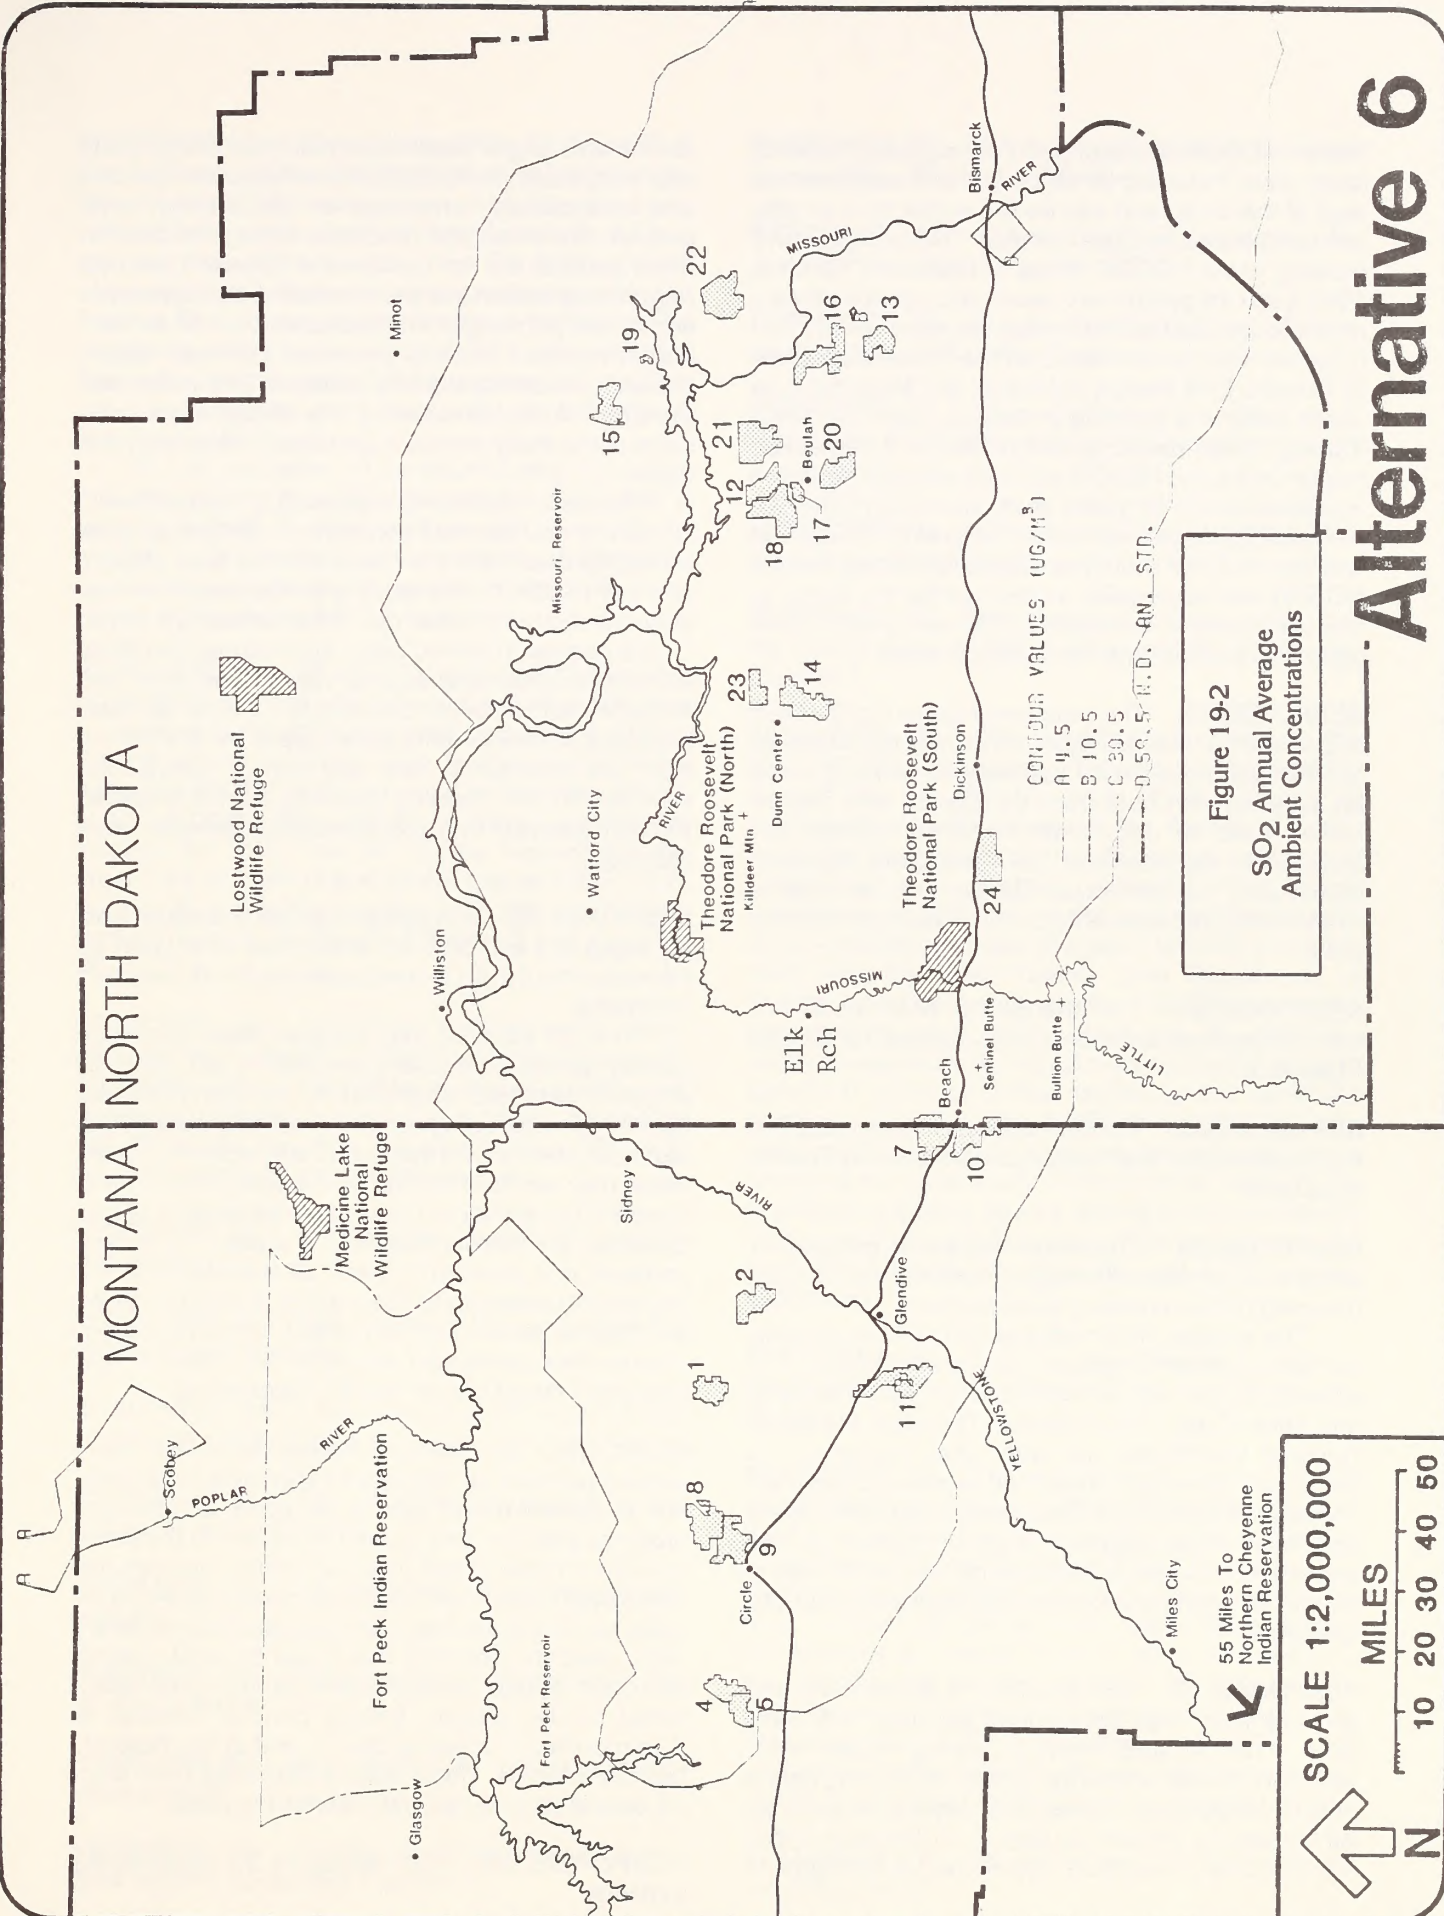 MONTANA
NORTH DAKOTA
Scobey
POPLAR
RIVER
A
A
Medicine Lake
National
Wildlife Refuge
Lostwood National
Wildlife Refuge
Minot
Fort Peck Indian Reservation
Glasgow
Fort Peck Reservoir
Williston
Missouri Reservoir
Watford City
Sidney
RIVER
RIVER
Theodore Roosevelt
National Park (North)
Killdeer Mtn +
Dunn Center
23
14
15
19
22
21
12
18
17
Beulah
20
16
13
B
MISSOURI
RIVER
Bismarck
B
4
5
Circle
8
9
1
2
11
Glendive
YELLOWSTONE
Miles City
7
10
Beach
Elk
Rch
MISSOURI
+
Sentinel Butte
Bullion Butte +
LITTLE
Theodore Roosevelt
National Park (South)
24
Dickinson
CONTOUR VALUES (UG/M³)
A 4.5
B 10.5
C 30.5
D 59.5 N.D. AN. STD.
Figure 19-2
SO2 Annual Average
Ambient Concentrations
55 Miles To
Northern Cheyenne
Indian Reservation
SCALE 1:2,000,000
MILES
10 20 30 40 50
N
Alternative 6